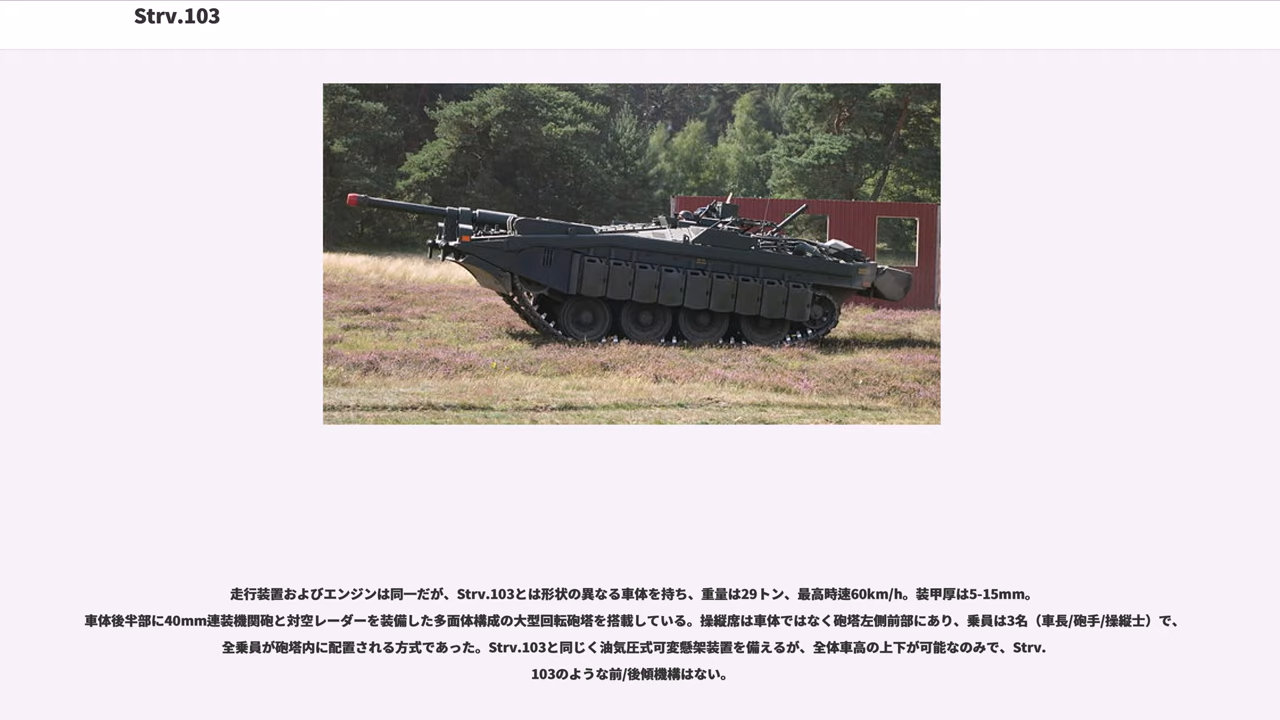 Strv.103
走行装置およびエンジンは同一だが、Strv.103とは形状の異なる車体を持ち、重量は29トン、最高時速60km/h。装甲厚は5-15mm。
車体後半部に40mm連装機関砲と対空レーダーを装備した多面体構成の大型回転砲塔を搭載している。操縦席は車体ではなく砲塔左側前部にあり、乗員は3名（車長/砲手/操縦士）で、
全乗員が砲塔内に配置される方式であった。Strv.103と同じく油気圧式可変懸架装置を備えるが、全体車高の上下が可能なのみで、Strv.
103のような前/後傾機構はない。